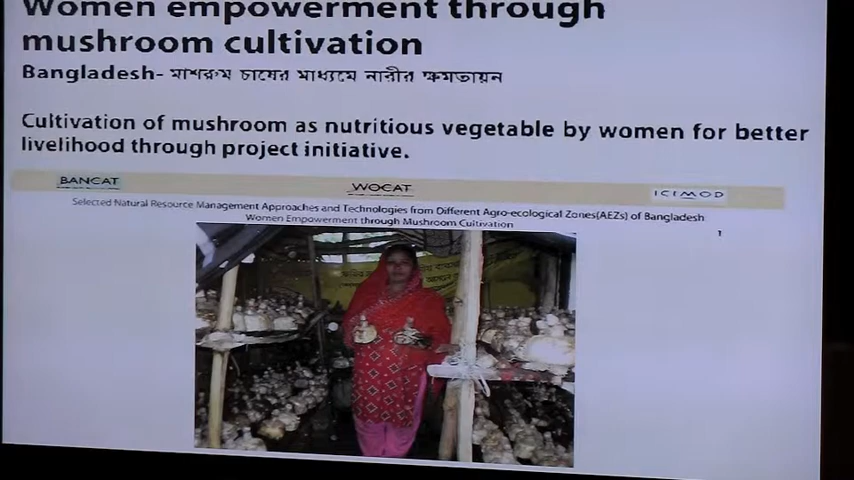 Women empowerment through
mushroom cultivation
Bangladesh- মাশরুম চাষের মাধ্যমে নারীর ক্ষমতায়ন
Cultivation of mushroom as nutritious vegetable by women for better
livelihood through project initiative.
BANCAT WOCAT ICIMOD
Selected Natural Resource Management Approaches and Technologies from Different Agro-ecological Zones(AEZs) of Bangladesh
Women Empowerment through Mushroom Cultivation
1